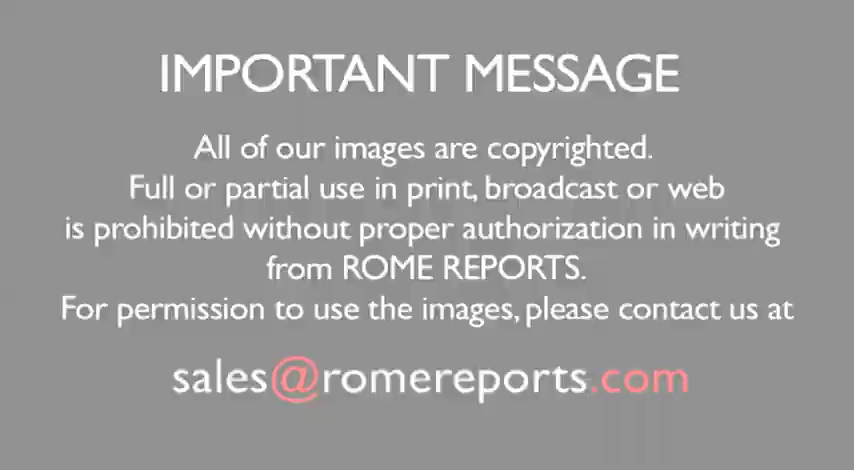 IMPORTANT MESSAGE
All of our images are copyrighted.
Full or partial use in print, broadcast or web
is prohibited without proper authorization in writing
from ROME REPORTS.
For permission to use the images, please contact us at
sales@romereports.com